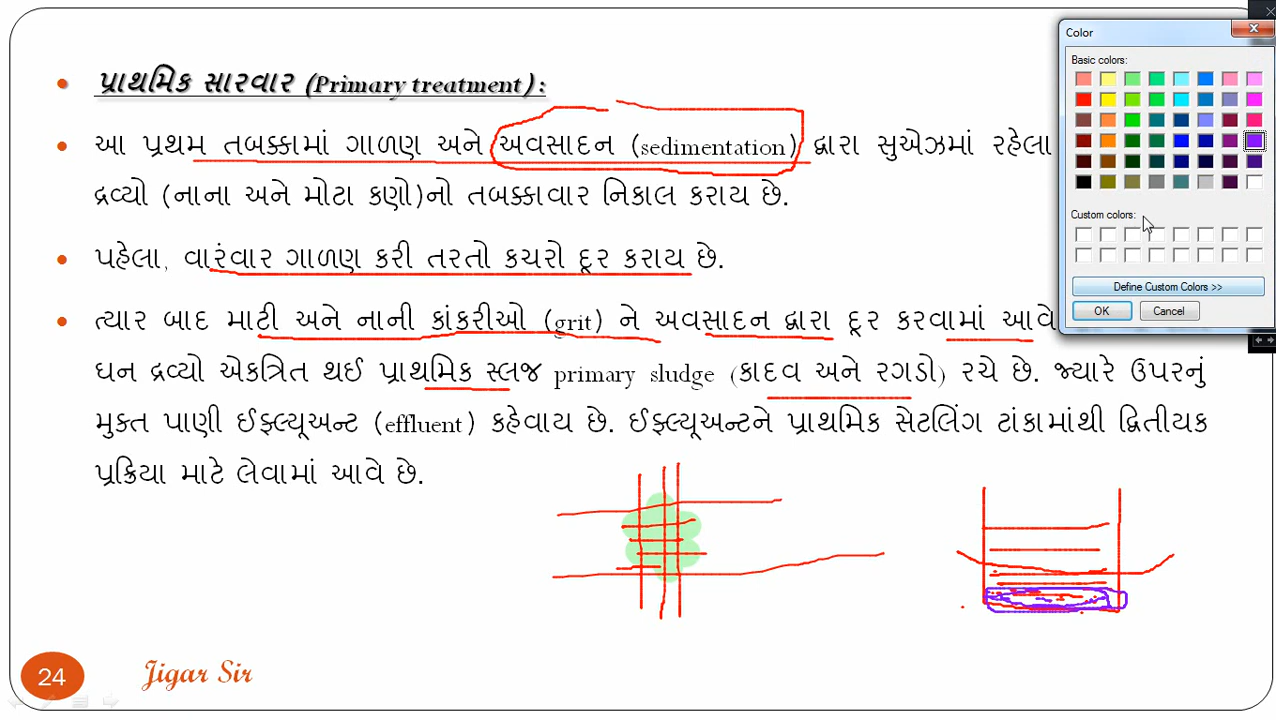 • પ્રાથમિક સારવાર (Primary treatment) :
• આ પ્રથમ તબક્કામાં ગાળણ અને અવસાદન (sedimentation) દ્વારા સુએઝમાં રહેલા
દ્રવ્યો (નાના અને મોટા કણો)નો તબક્કાવાર નિકાલ કરાય છે.
• પહેલા, વારંવાર ગાળણ કરી તરતો કચરો દૂર કરાય છે.
• ત્યાર બાદ માટી અને નાની કાંકરીઓ (grit) ને અવસાદન દ્વારા દૂર કરવામાં આવે
ઘન દ્રવ્યો એકત્રિત થઈ પ્રાથમિક સ્લજ primary sludge (કાદવ અને રગડો) રચે છે. જ્યારે ઉપરનું
મુક્ત પાણી ઈફ્લ્યૂઅન્ટ (effluent) કહેવાય છે. ઈફ્લ્યૂઅન્ટને પ્રાથમિક સેટલિંગ ટાંકામાંથી દ્વિતીયક
પ્રક્રિયા માટે લેવામાં આવે છે.
24
Jigar Sir
Color
Basic colors:
Custom colors:
Define Custom Colors >>
OK Cancel